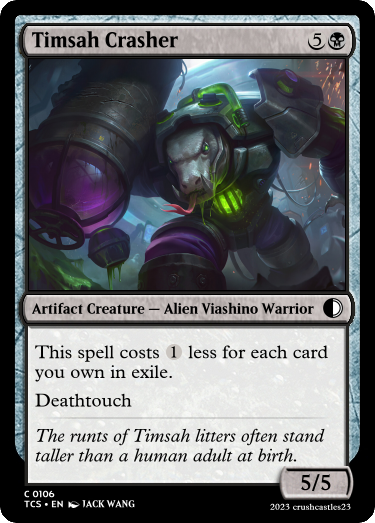 Timsah Crasher 5
Artifact Creature — Alien Viashino Warrior
This spell costs 1 less for each card
you own in exile.
Deathtouch
The runts of Timsah litters often stand
taller than a human adult at birth.
5/5
C 0106
TCS • EN JACK WANG
2023 crushcastles23